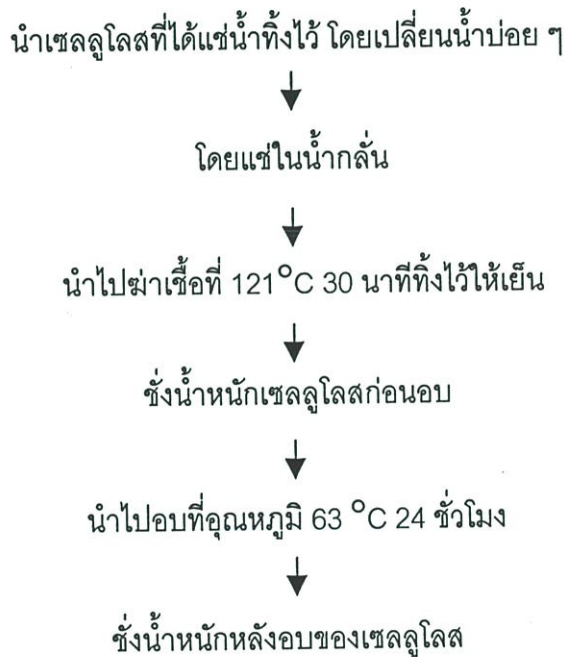 นำเซลลูโลสที่ได้แช่น้ำทิ้งไว้ โดยเปลี่ยนน้ำบ่อย ๆ
โดยแช่ในน้ำกลั่น
นำไปฆ่าเชื้อที่ 121°C 30 นาทีทิ้งไว้ให้เย็น
ชั่งน้ำหนักเซลลูโลสก่อนอบ
นำไปอบที่อุณหภูมิ 63 °C 24 ชั่วโมง
ชั่งน้ำหนักหลังอบของเซลลูโลส